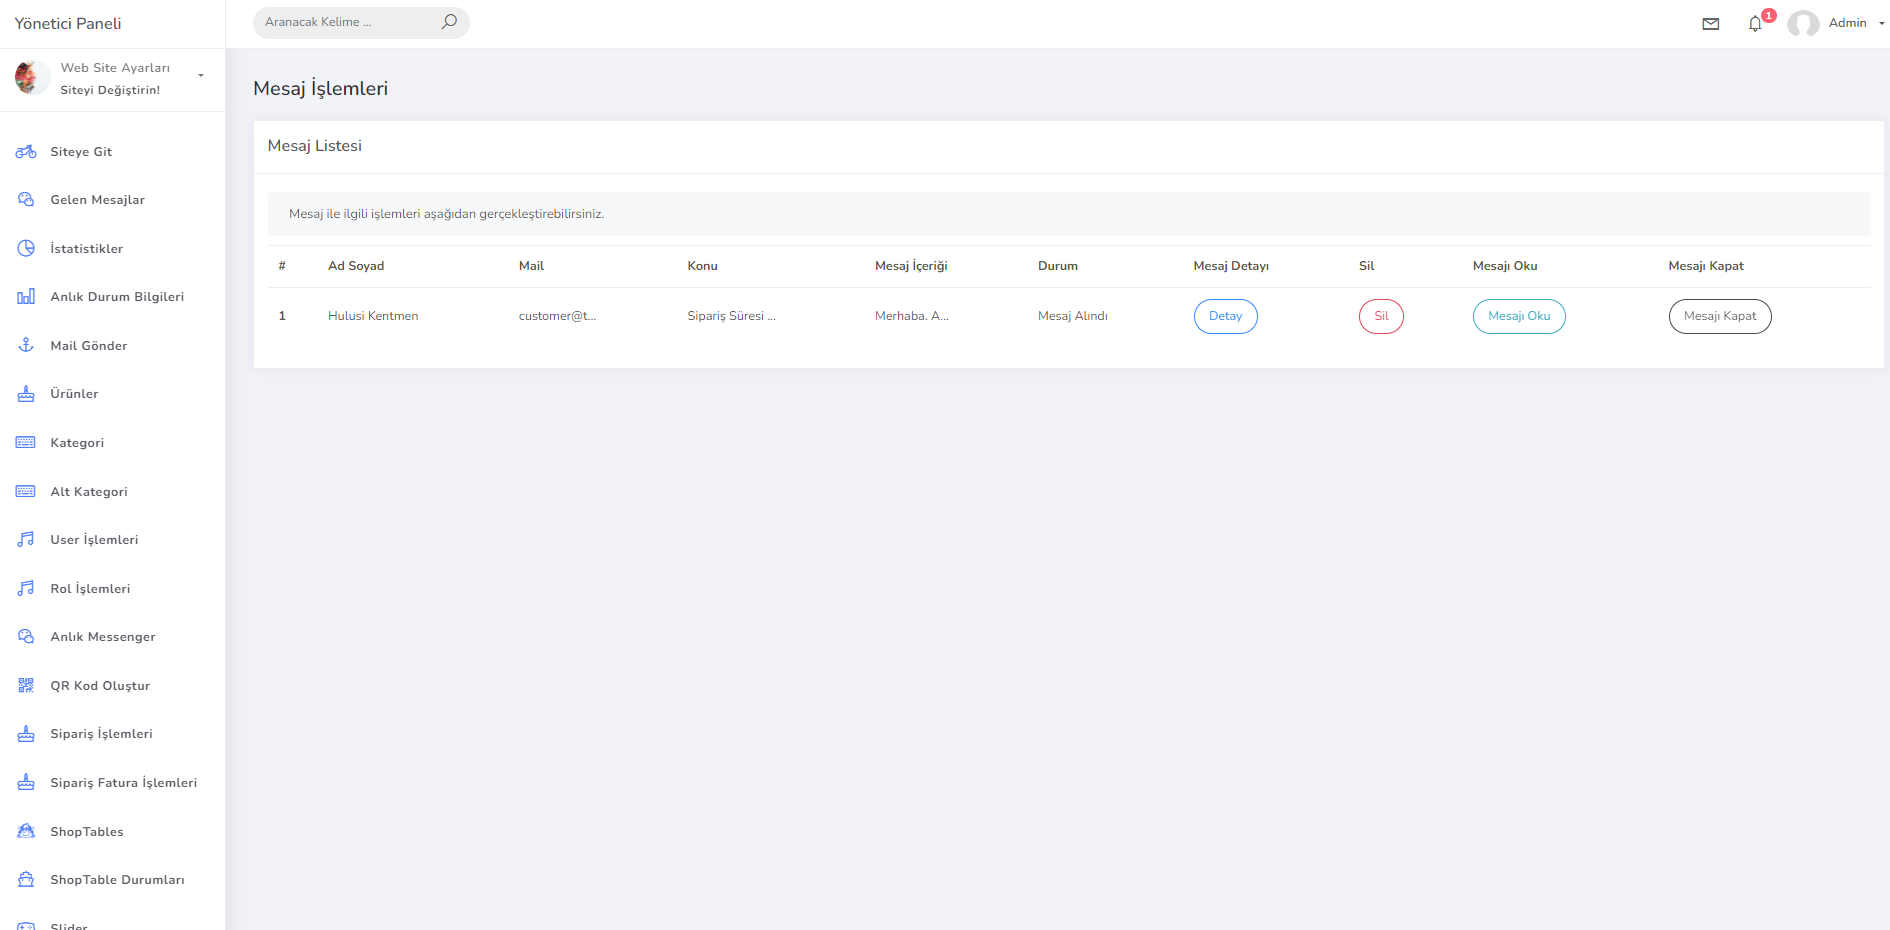 Yönetici Paneli
Aranacak Kelime ...
1
Admin
Web Site Ayarları
Siteyi Değiştirin!
Siteye Git
Gelen Mesajlar
İstatistikler
Anlık Durum Bilgileri
Mail Gönder
Ürünler
Kategori
Alt Kategori
User İşlemleri
Rol İşlemleri
Anlık Messenger
QR Kod Oluştur
Sipariş İşlemleri
Sipariş Fatura İşlemleri
ShopTables
ShopTable Durumları
Slider
Mesaj İşlemleri
Mesaj Listesi
Mesaj ile ilgili işlemleri aşağıdan gerçekleştirebilirsiniz.
# Ad Soyad Mail Konu Mesaj İçeriği Durum Mesaj Detayı Sil Mesajı Oku Mesajı Kapat
1 Hulusi Kentmen customer@t... Sipariş Süresi ... Merhaba. A... Mesaj Alındı Detay Sil Mesajı Oku Mesajı Kapat